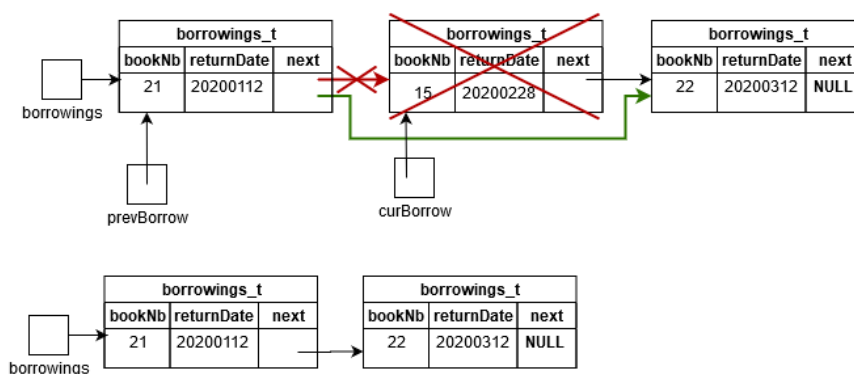 borrowings_t borrowings_t borrowings_t
bookNb returnDate next bookNb returnDate next bookNb returnDate next
21 20200112 15 20200228 22 20200312 NULL
borrowings
prevBorrow curBorrow
borrowings_t borrowings_t
bookNb returnDate next bookNb returnDate next
21 20200112 22 20200312 NULL
borrowings